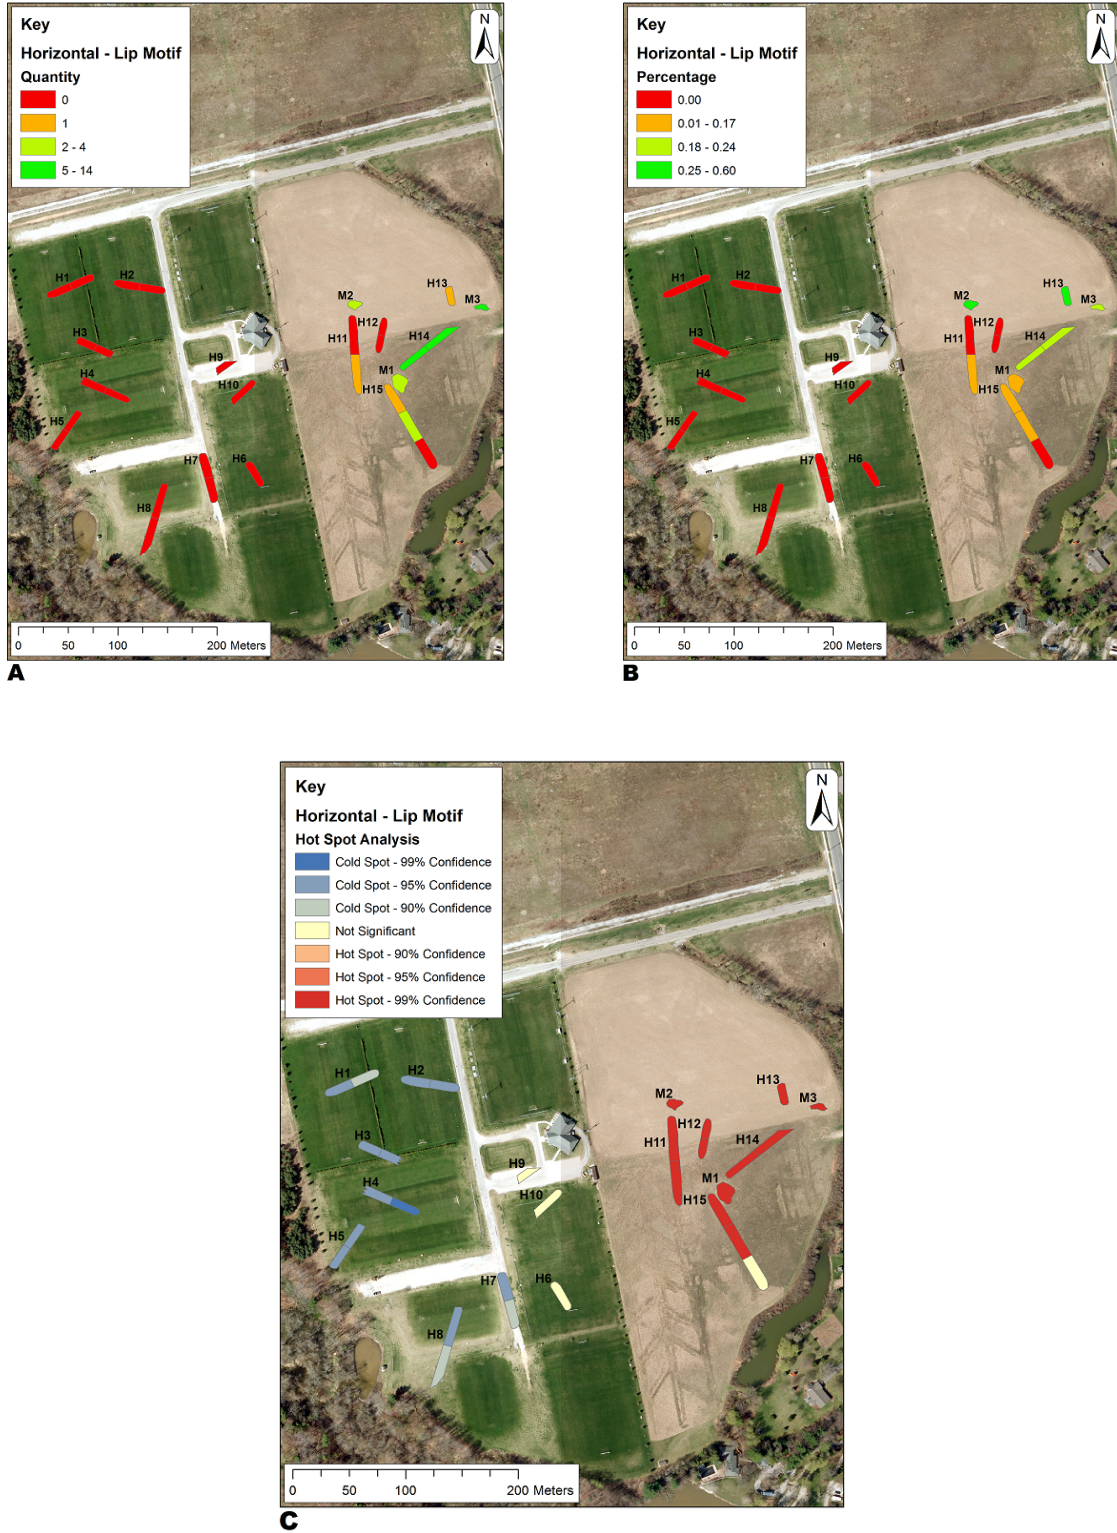 Key
N
Horizontal - Lip Motif
Quantity
0
1
2 - 4
5 - 14
H1
H2
H3
H4
H5
H6
H7
H8
H9
H10
H11
H12
H13
H14
H15
M1
M2
M3
0 50 100 200 Meters
A
Key
N
Horizontal - Lip Motif
Percentage
0.00
0.01 - 0.17
0.18 - 0.24
0.25 - 0.60
H1
H2
H3
H4
H5
H6
H7
H8
H9
H10
H11
H12
H13
H14
H15
M1
M2
M3
0 50 100 200 Meters
B
Key
N
Horizontal - Lip Motif
Hot Spot Analysis
Cold Spot - 99% Confidence
Cold Spot - 95% Confidence
Cold Spot - 90% Confidence
Not Significant
Hot Spot - 90% Confidence
Hot Spot - 95% Confidence
Hot Spot - 99% Confidence
H1
H2
H3
H4
H5
H6
H7
H8
H9
H10
H11
H12
H13
H14
H15
M1
M2
M3
0 50 100 200 Meters
C